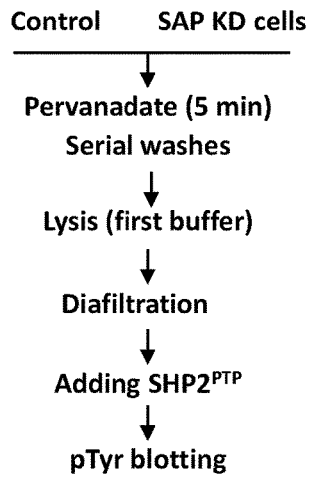 Control SAP KD cells
Pervanadate (5 min)
Serial washes
Lysis (first buffer)
Diafiltration
Adding SHP2ᴾᵀᴾ
pTyr blotting